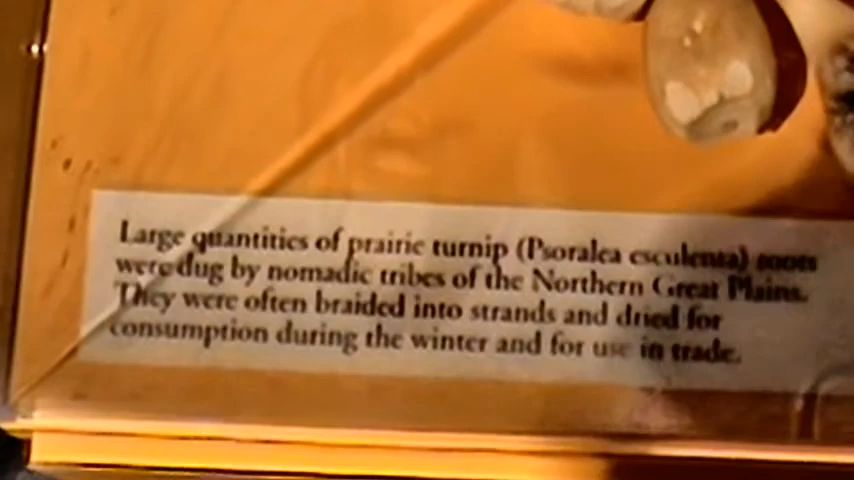 Large quantities of prairie turnip (Psoralea esculenta) roots
were dug by nomadic tribes of the Northern Great Plains.
They were often braided into strands and dried for
consumption during the winter and for use in trade.